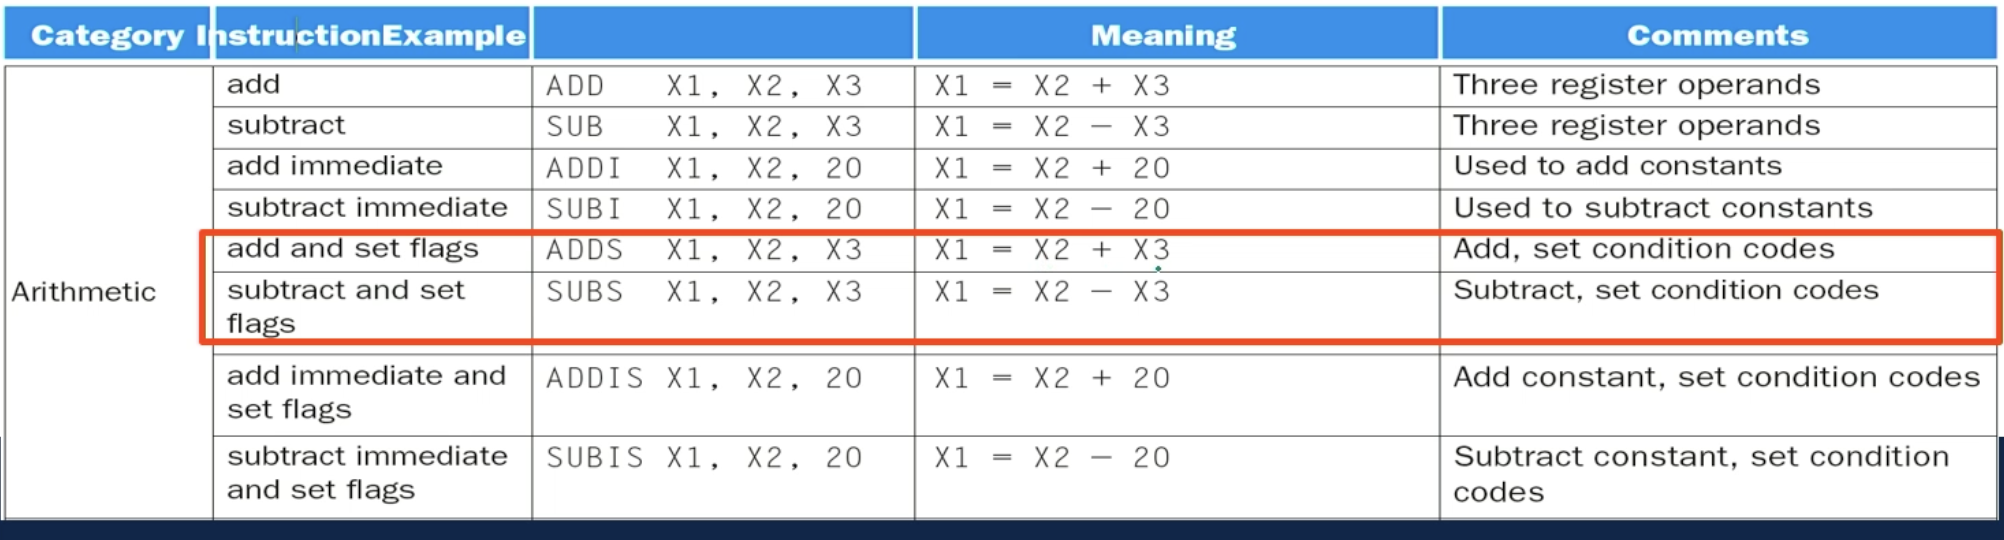 Category InstructionExample Meaning Comments
Arithmetic
add ADD X1, X2, X3 X1 = X2 + X3 Three register operands
subtract SUB X1, X2, X3 X1 = X2 − X3 Three register operands
add immediate ADDI X1, X2, 20 X1 = X2 + 20 Used to add constants
subtract immediate SUBI X1, X2, 20 X1 = X2 − 20 Used to subtract constants
add and set flags ADDS X1, X2, X3 X1 = X2 + X3 Add, set condition codes
subtract and set SUBS X1, X2, X3 X1 = X2 − X3 Subtract, set condition codes
flags
add immediate and ADDIS X1, X2, 20 X1 = X2 + 20 Add constant, set condition codes
set flags
subtract immediate SUBIS X1, X2, 20 X1 = X2 − 20 Subtract constant, set condition
and set flags codes